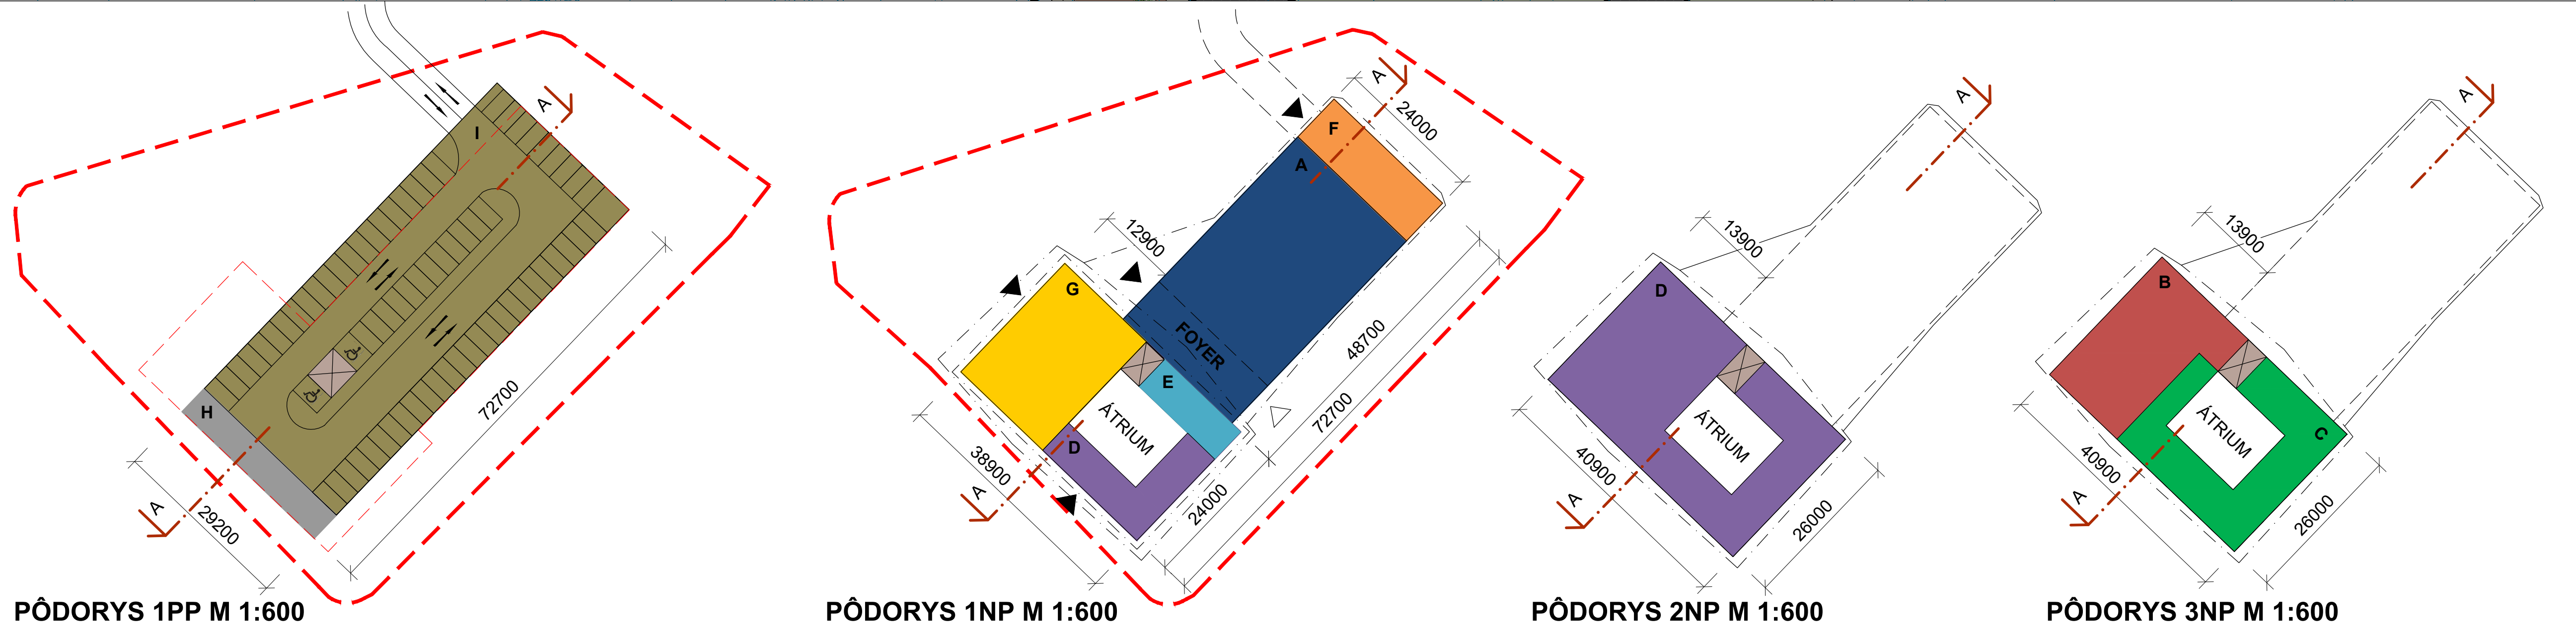 I
A
H
A
72700
29200
PÔDORYS 1PP M 1:600
A
F
24000
A
12900
G
FOYER
E
ÁTRIUM
D
48700
72700
38900
A
24000
PÔDORYS 1NP M 1:600
A
13900
D
ÁTRIUM
40900
A
26000
PÔDORYS 2NP M 1:600
A
13900
B
ÁTRIUM
C
40900
A
26000
PÔDORYS 3NP M 1:600